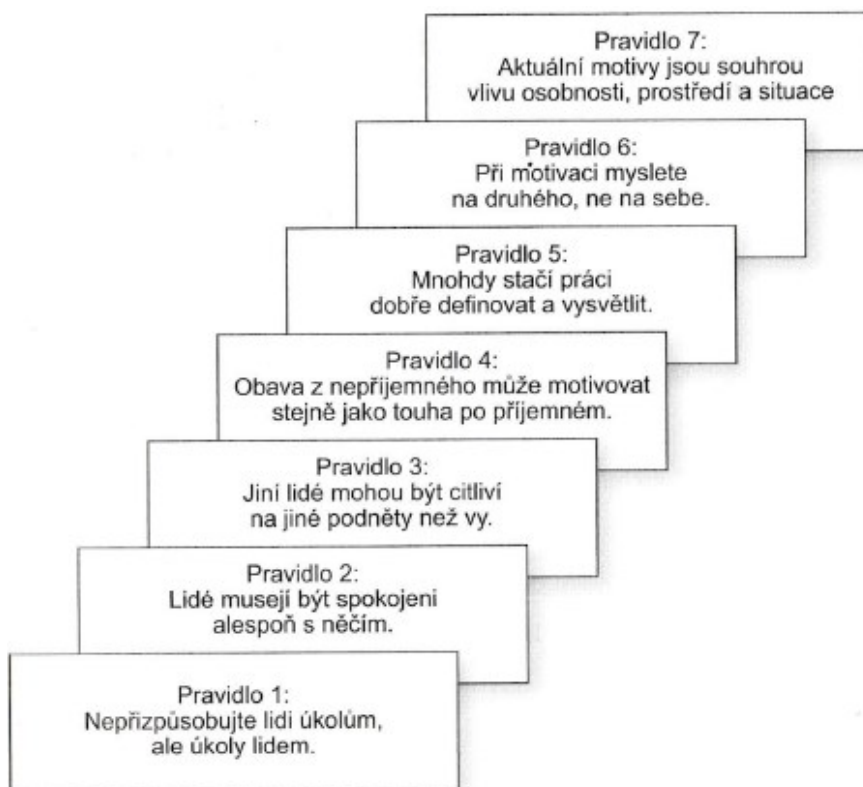 Pravidlo 7:
Aktuální motivy jsou souhrou
vlivu osobnosti, prostředí a situace
Pravidlo 6:
Při motivaci myslete
na druhého, ne na sebe.
Pravidlo 5:
Mnohdy stačí práci
dobře definovat a vysvětlit.
Pravidlo 4:
Obava z nepříjemného může motivovat
stejně jako touha po příjemném.
Pravidlo 3:
Jiní lidé mohou být citliví
na jiné podněty než vy.
Pravidlo 2:
Lidé musejí být spokojeni
alespoň s něčím.
Pravidlo 1:
Nepřizpůsobujte lidi úkolům,
ale úkoly lidem.